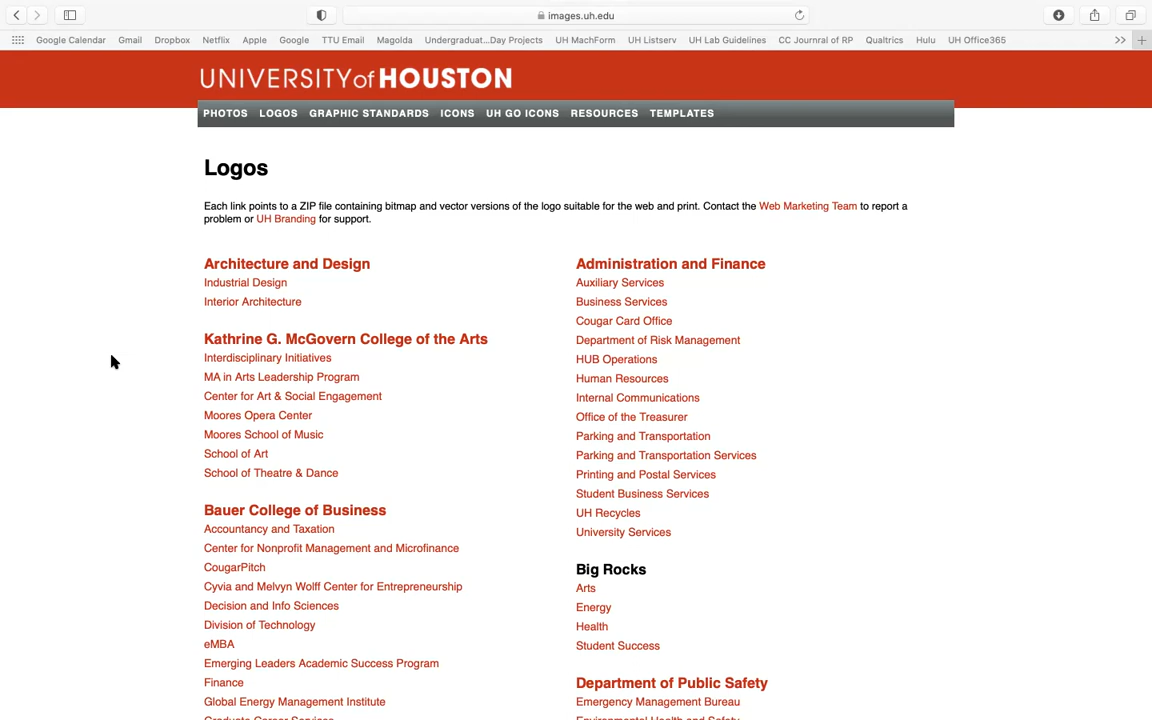 images.uh.edu
Google Calendar Gmail Dropbox Netflix Apple Google TTU Email Magolda Undergraduat...Day Projects UH MachForm UH Listserv UH Lab Guidelines CC Journral of RP Qualtrics Hulu UH Office365
UNIVERSITY of HOUSTON
PHOTOS LOGOS GRAPHIC STANDARDS ICONS UH GO ICONS RESOURCES TEMPLATES
Logos
Each link points to a ZIP file containing bitmap and vector versions of the logo suitable for the web and print. Contact the Web Marketing Team to report a
problem or UH Branding for support.
Architecture and Design
Industrial Design
Interior Architecture
Kathrine G. McGovern College of the Arts
Interdisciplinary Initiatives
MA in Arts Leadership Program
Center for Art & Social Engagement
Moores Opera Center
Moores School of Music
School of Art
School of Theatre & Dance
Bauer College of Business
Accountancy and Taxation
Center for Nonprofit Management and Microfinance
CougarPitch
Cyvia and Melvyn Wolff Center for Entrepreneurship
Decision and Info Sciences
Division of Technology
eMBA
Emerging Leaders Academic Success Program
Finance
Global Energy Management Institute
Graduate Career Services
Administration and Finance
Auxiliary Services
Business Services
Cougar Card Office
Department of Risk Management
HUB Operations
Human Resources
Internal Communications
Office of the Treasurer
Parking and Transportation
Parking and Transportation Services
Printing and Postal Services
Student Business Services
UH Recycles
University Services
Big Rocks
Arts
Energy
Health
Student Success
Department of Public Safety
Emergency Management Bureau
Environmental Health and Safety